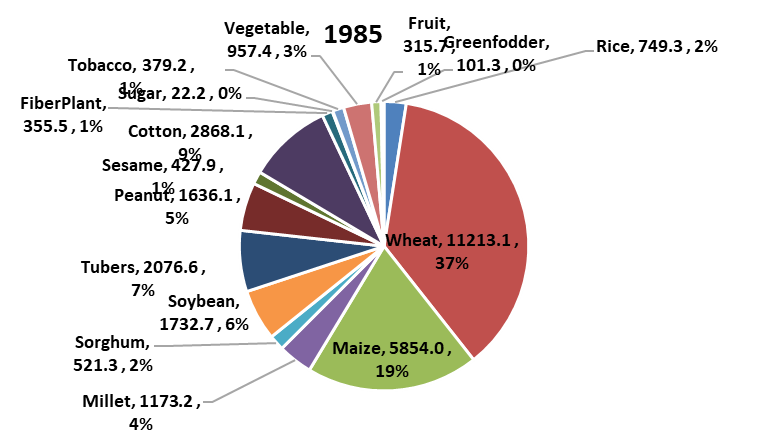 1985
Fruit,
315.7 ,
1%
Greenfodder,
101.3 , 0%
Rice, 749.3 , 2%
Vegetable,
957.4 , 3%
Tobacco, 379.2 ,
1%
Sugar, 22.2 , 0%
FiberPlant,
355.5 , 1%
Cotton, 2868.1 ,
9%
Sesame, 427.9 ,
1%
Peanut, 1636.1 ,
5%
Wheat, 11213.1 ,
37%
Tubers, 2076.6 ,
7%
Soybean,
1732.7 , 6%
Sorghum,
521.3 , 2%
Maize, 5854.0 ,
19%
Millet, 1173.2 ,
4%